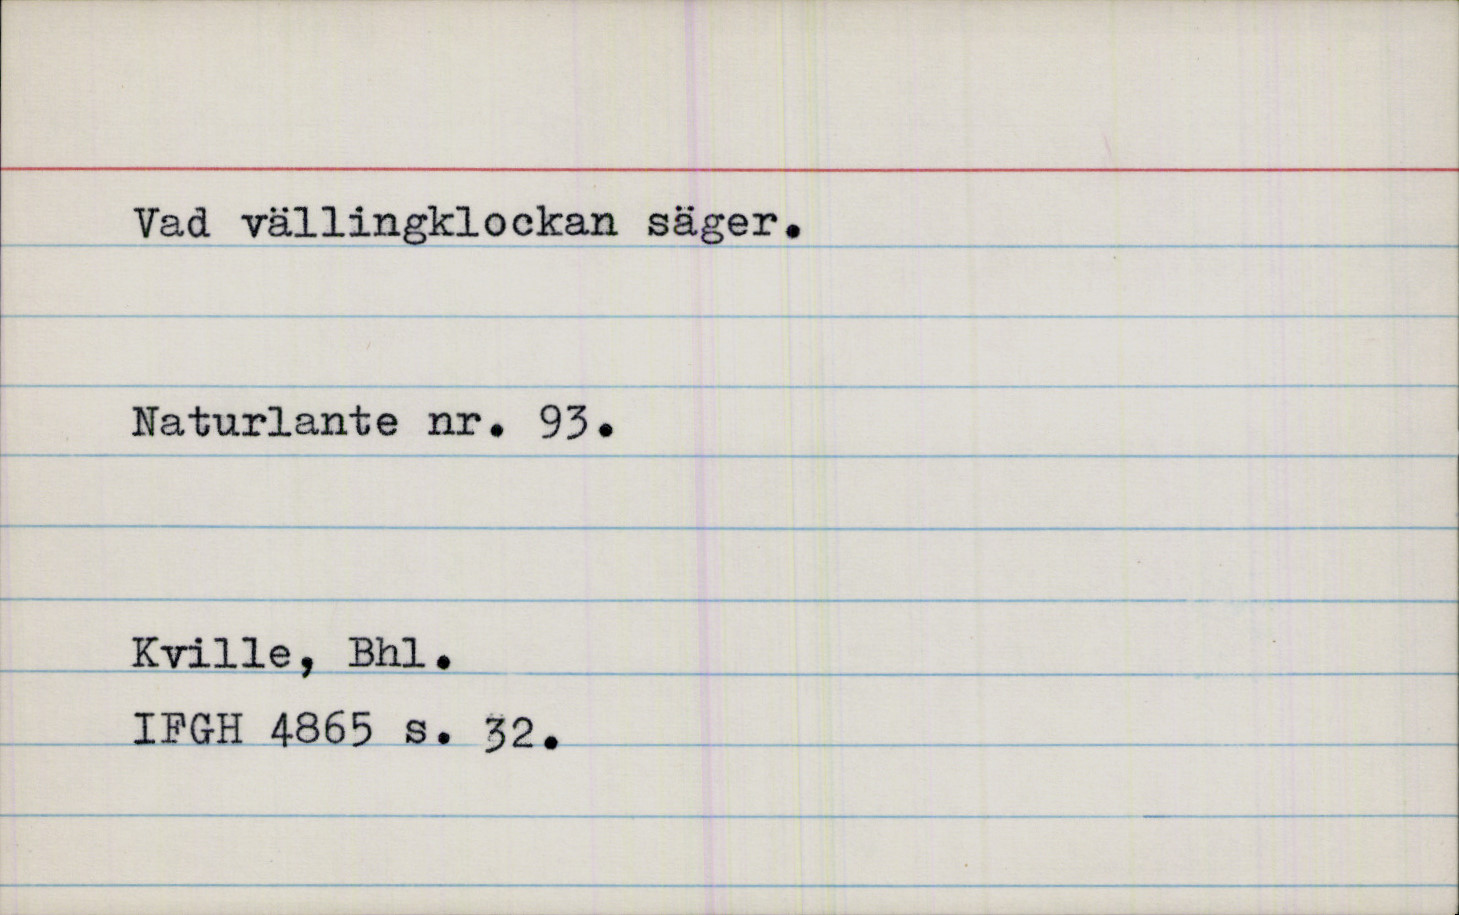 Vad vällingklockan säger.
Naturlante nr. 93.
Kville, Bhl.
IFGH 4865 s. 32.